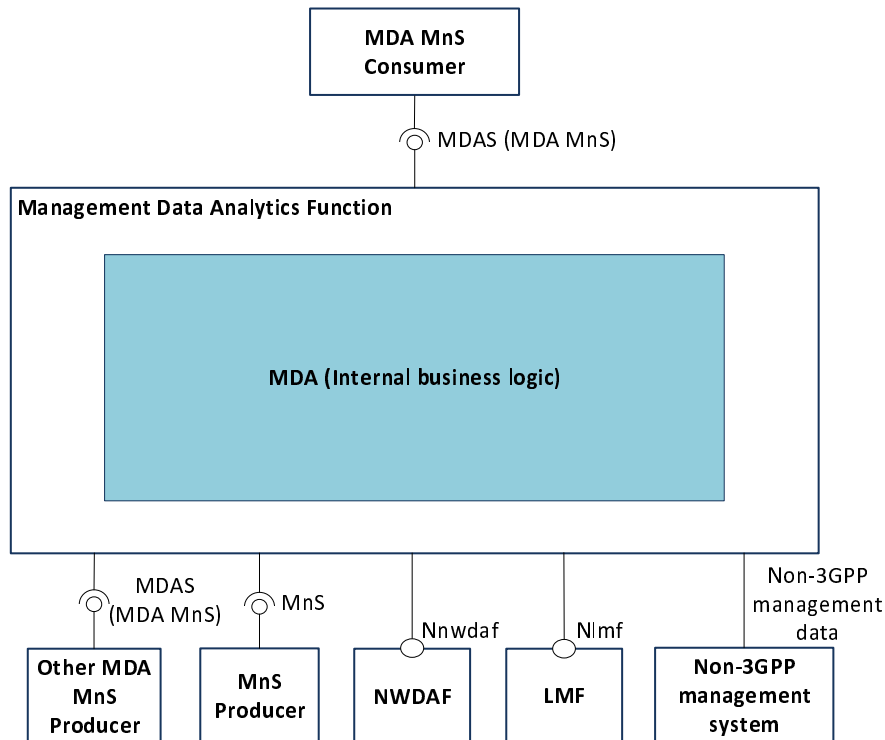 MDA MnS
Consumer
MDAS (MDA MnS)
Management Data Analytics Function
MDA (Internal business logic)
MDAS
(MDA MnS)
MnS
Nnwdaf
Nlmf
Non-3GPP
management
data
Other MDA
MnS
Producer
MnS
Producer
NWDAF
LMF
Non-3GPP
management
system